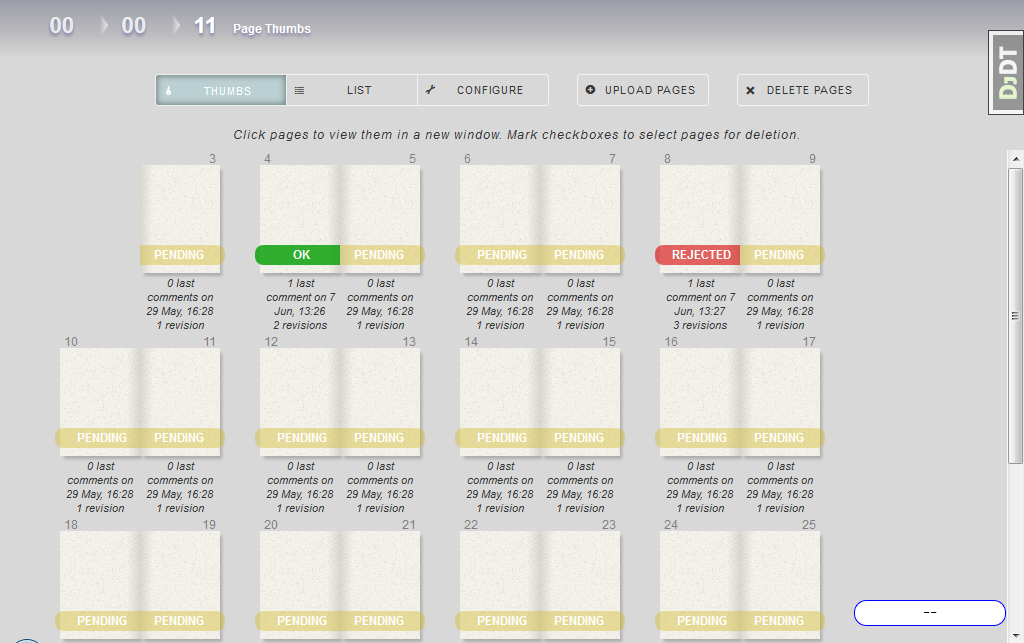 00 00 11 Page Thumbs
DjDT
THUMBS LIST CONFIGURE UPLOAD PAGES DELETE PAGES
Click pages to view them in a new window. Mark checkboxes to select pages for deletion.
3 4 5 6 7 8 9
PENDING OK PENDING PENDING PENDING REJECTED PENDING
0 last 1 last 0 last 0 last 0 last 1 last 0 last
comments on comment on 7 comments on comments on comments on comment on 7 comments on
29 May, 16:28 Jun, 13:26 29 May, 16:28 29 May, 16:28 29 May, 16:28 Jun, 13:27 29 May, 16:28
1 revision 2 revisions 1 revision 1 revision 1 revision 3 revisions 1 revision
10 11 12 13 14 15 16 17
PENDING PENDING PENDING PENDING PENDING PENDING PENDING PENDING
0 last 0 last 0 last 0 last 0 last 0 last 0 last 0 last
comments on comments on comments on comments on comments on comments on comments on comments on
29 May, 16:28 29 May, 16:28 29 May, 16:28 29 May, 16:28 29 May, 16:28 29 May, 16:28 29 May, 16:28 29 May, 16:28
1 revision 1 revision 1 revision 1 revision 1 revision 1 revision 1 revision 1 revision
18 19 20 21 22 23 24 25
PENDING PENDING PENDING PENDING PENDING PENDING PENDING PENDING
--